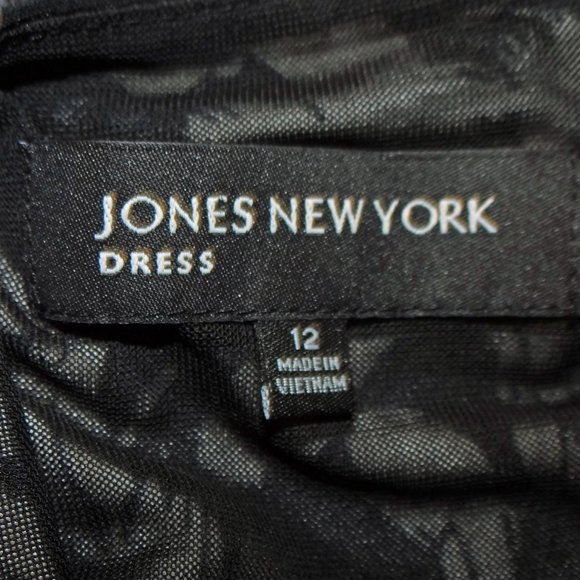 JONES NEW YORK
DRESS
12
MADE IN
VIETNAM